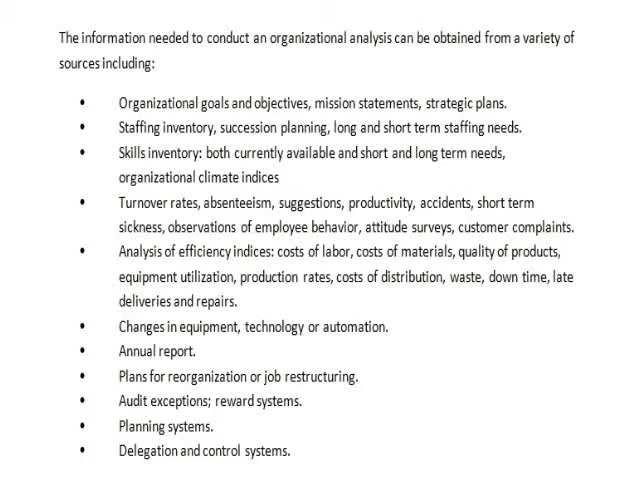 The information needed to conduct an organizational analysis can be obtained from a variety of
sources including:
• Organizational goals and objectives, mission statements, strategic plans.
• Staffing inventory, succession planning, long and short term staffing needs.
• Skills inventory: both currently available and short and long term needs,
organizational climate indices
• Turnover rates, absenteeism, suggestions, productivity, accidents, short term
sickness, observations of employee behavior, attitude surveys, customer complaints.
• Analysis of efficiency indices: costs of labor, costs of materials, quality of products,
equipment utilization, production rates, costs of distribution, waste, down time, late
deliveries and repairs.
• Changes in equipment, technology or automation.
• Annual report.
• Plans for reorganization or job restructuring.
• Audit exceptions; reward systems.
• Planning systems.
• Delegation and control systems.